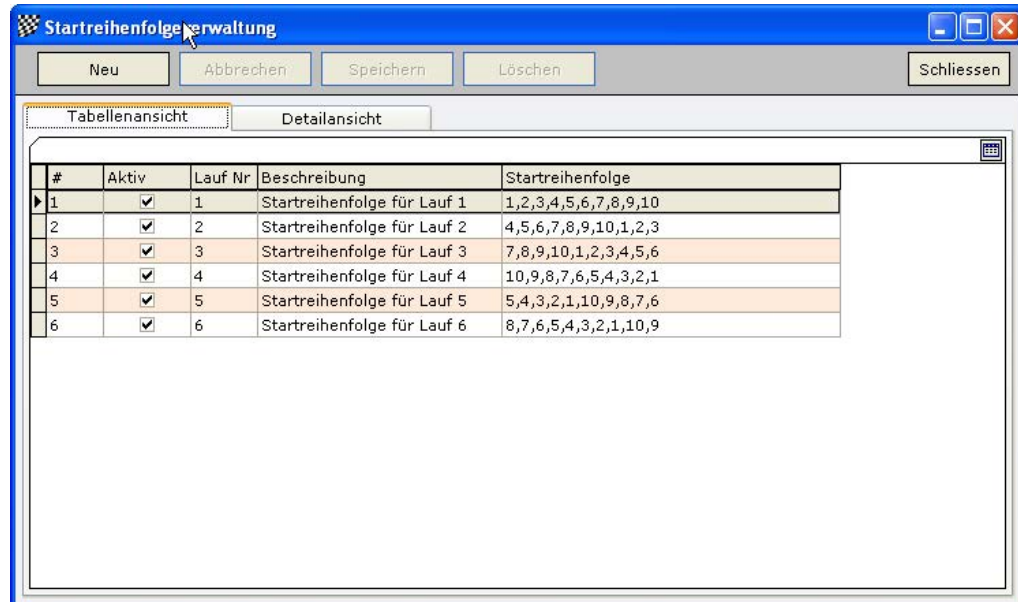 Startreihenfolgeverwaltung
Neu Abbrechen Speichern Löschen Schliessen
Tabellenansicht Detailansicht
# Aktiv Lauf Nr Beschreibung Startreihenfolge
1 1 Startreihenfolge für Lauf 1 1,2,3,4,5,6,7,8,9,10
2 2 Startreihenfolge für Lauf 2 4,5,6,7,8,9,10,1,2,3
3 3 Startreihenfolge für Lauf 3 7,8,9,10,1,2,3,4,5,6
4 4 Startreihenfolge für Lauf 4 10,9,8,7,6,5,4,3,2,1
5 5 Startreihenfolge für Lauf 5 5,4,3,2,1,10,9,8,7,6
6 6 Startreihenfolge für Lauf 6 8,7,6,5,4,3,2,1,10,9